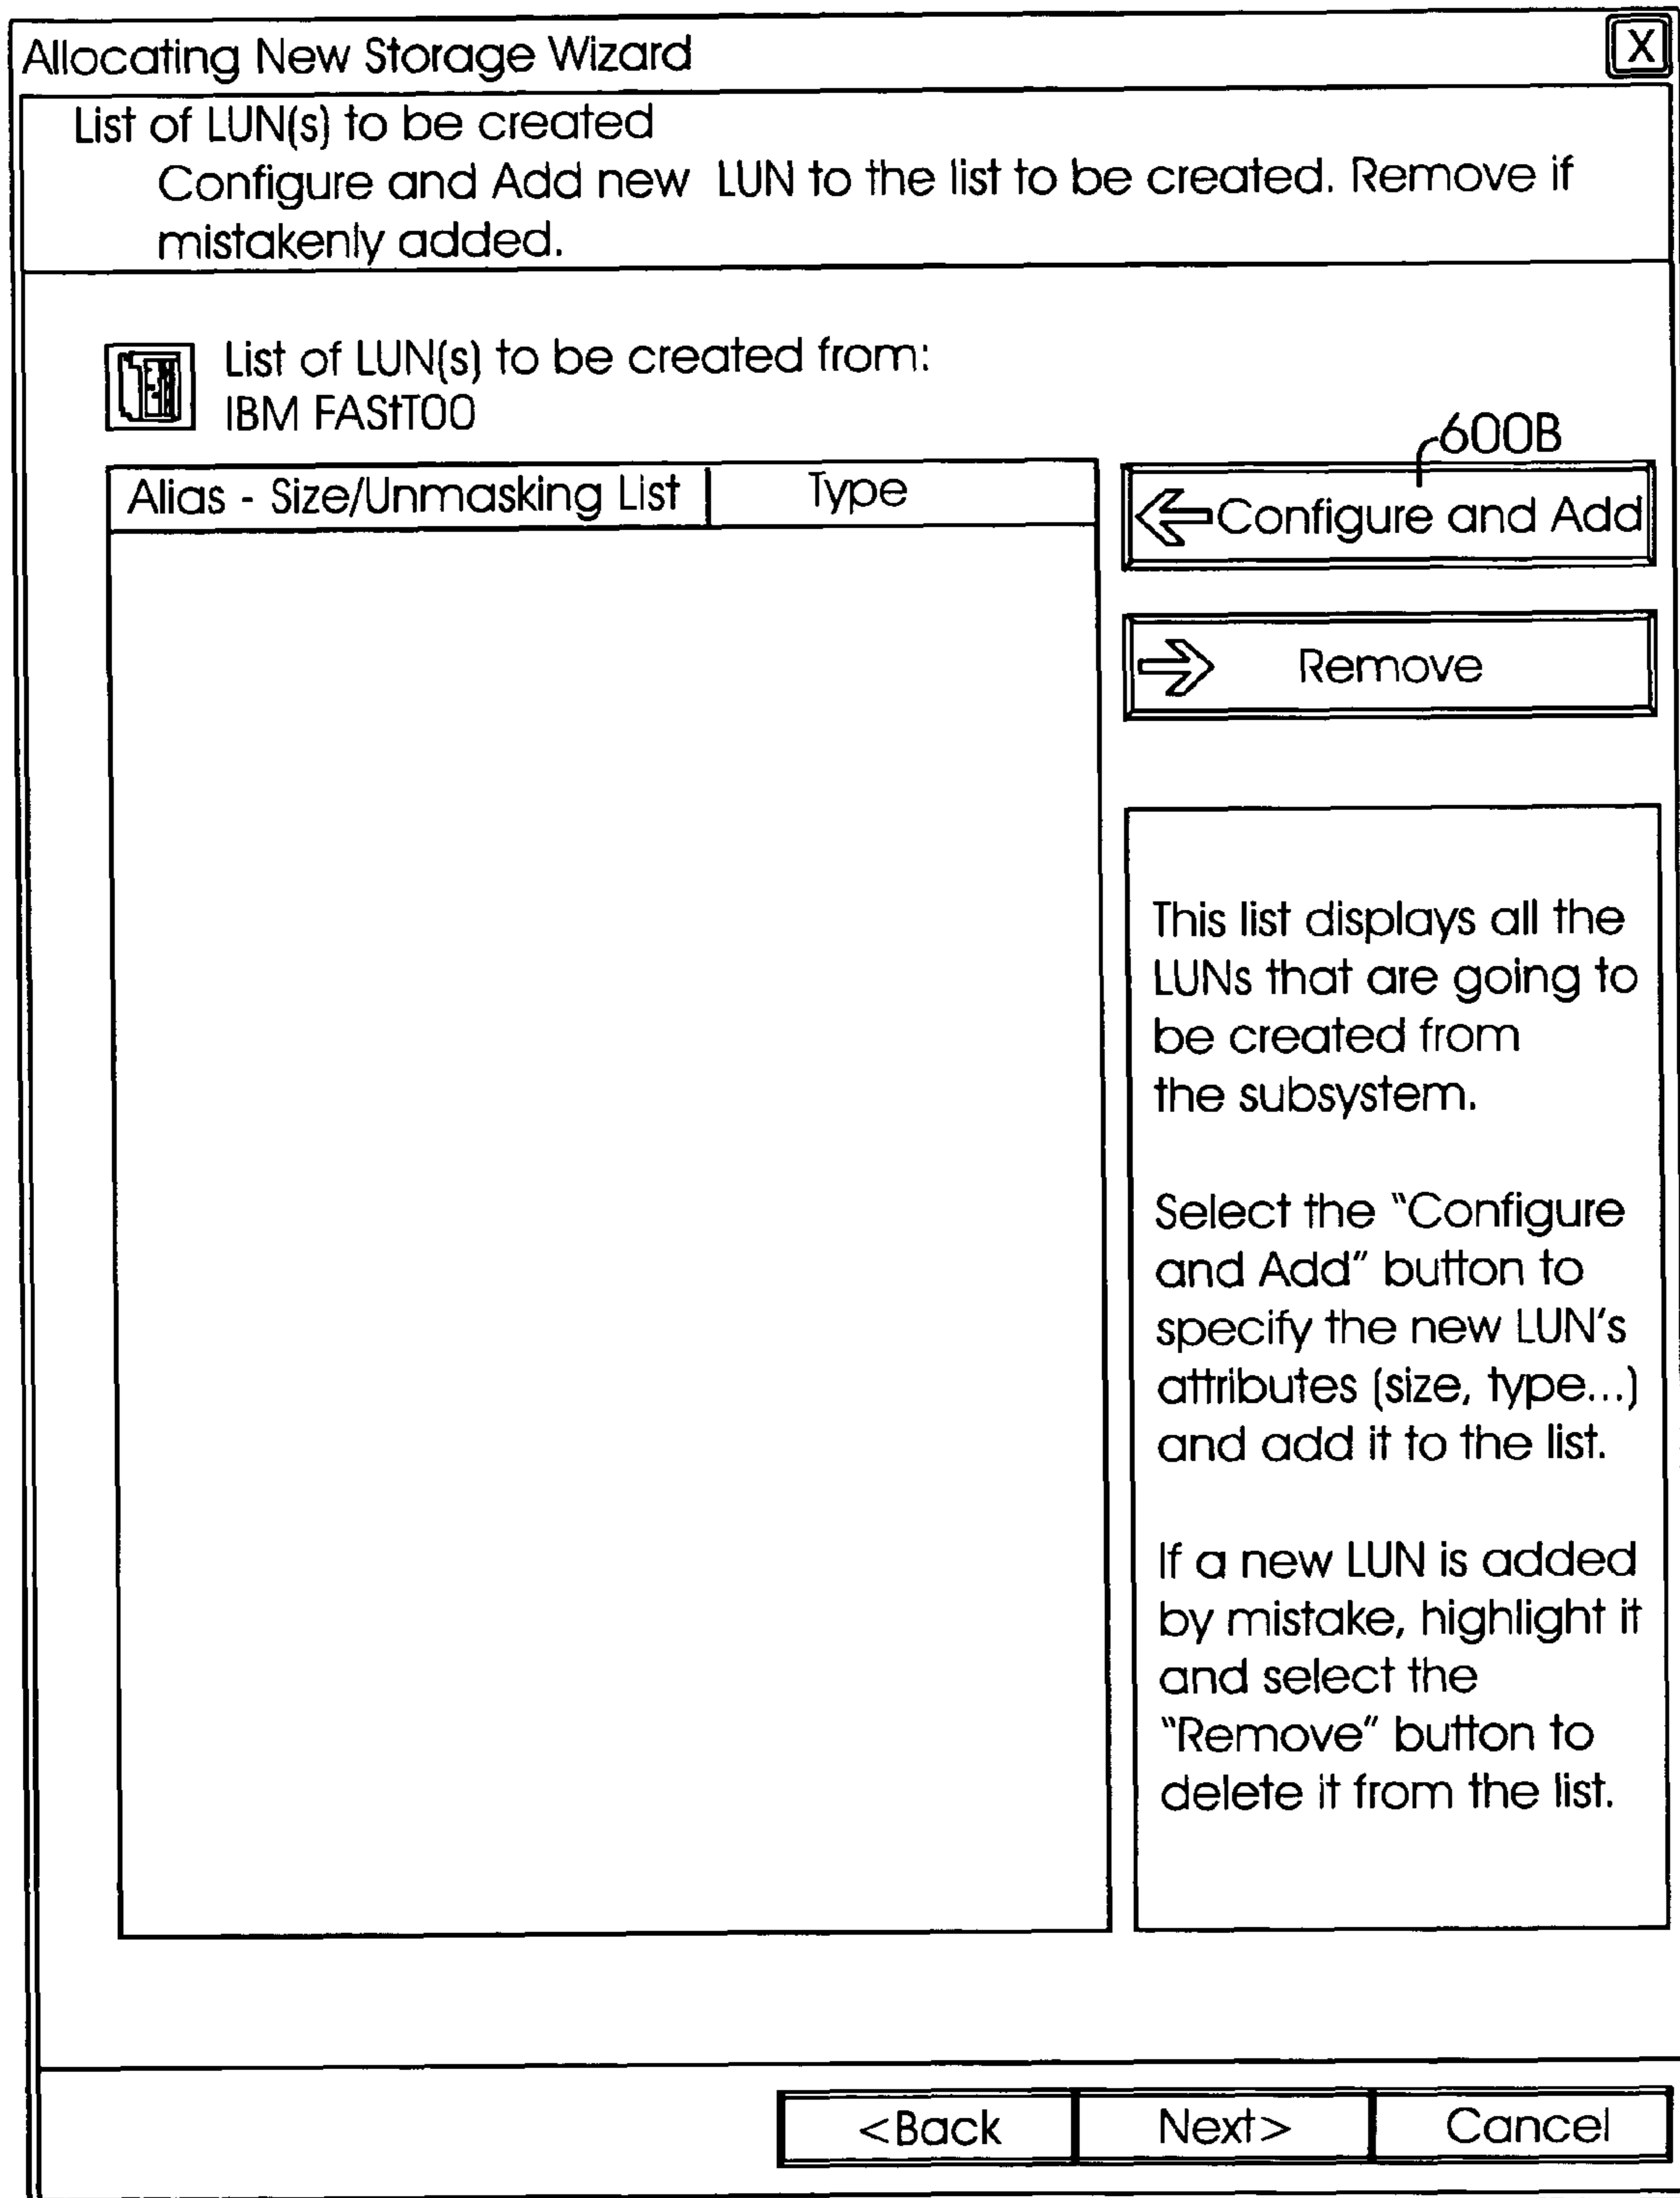 Allocating New Storage Wizard
X
List of LUN(s) to be created
Configure and Add new LUN to the list to be created. Remove if
mistakenly added.
List of LUN(s) to be created from:
IBM FAStT00
600B
Alias - Size/Unmasking List
Type
Configure and Add
Remove
This list displays all the
LUNs that are going to
be created from
the subsystem.
Select the "Configure
and Add" button to
specify the new LUN's
attributes (size, type...)
and add it to the list.
If a new LUN is added
by mistake, highlight it
and select the
"Remove" button to
delete it from the list.
<Back
Next>
Cancel